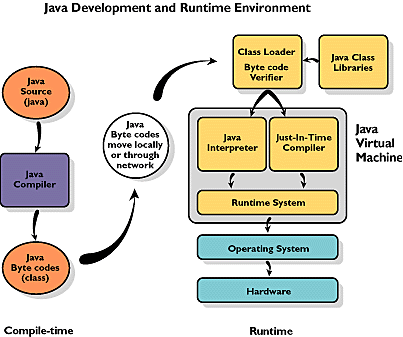 Java Development and Runtime Environment
Java
Source
(java)
Java
Compiler
Java
Byte codes
(class)
Compile-time
Java
Byte codes
move locally
or through
network
Class Loader
Byte code
Verifier
Java Class
Libraries
Java
Interpreter
Just-In-Time
Compiler
Runtime System
Java
Virtual
Machine
Operating System
Hardware
Runtime